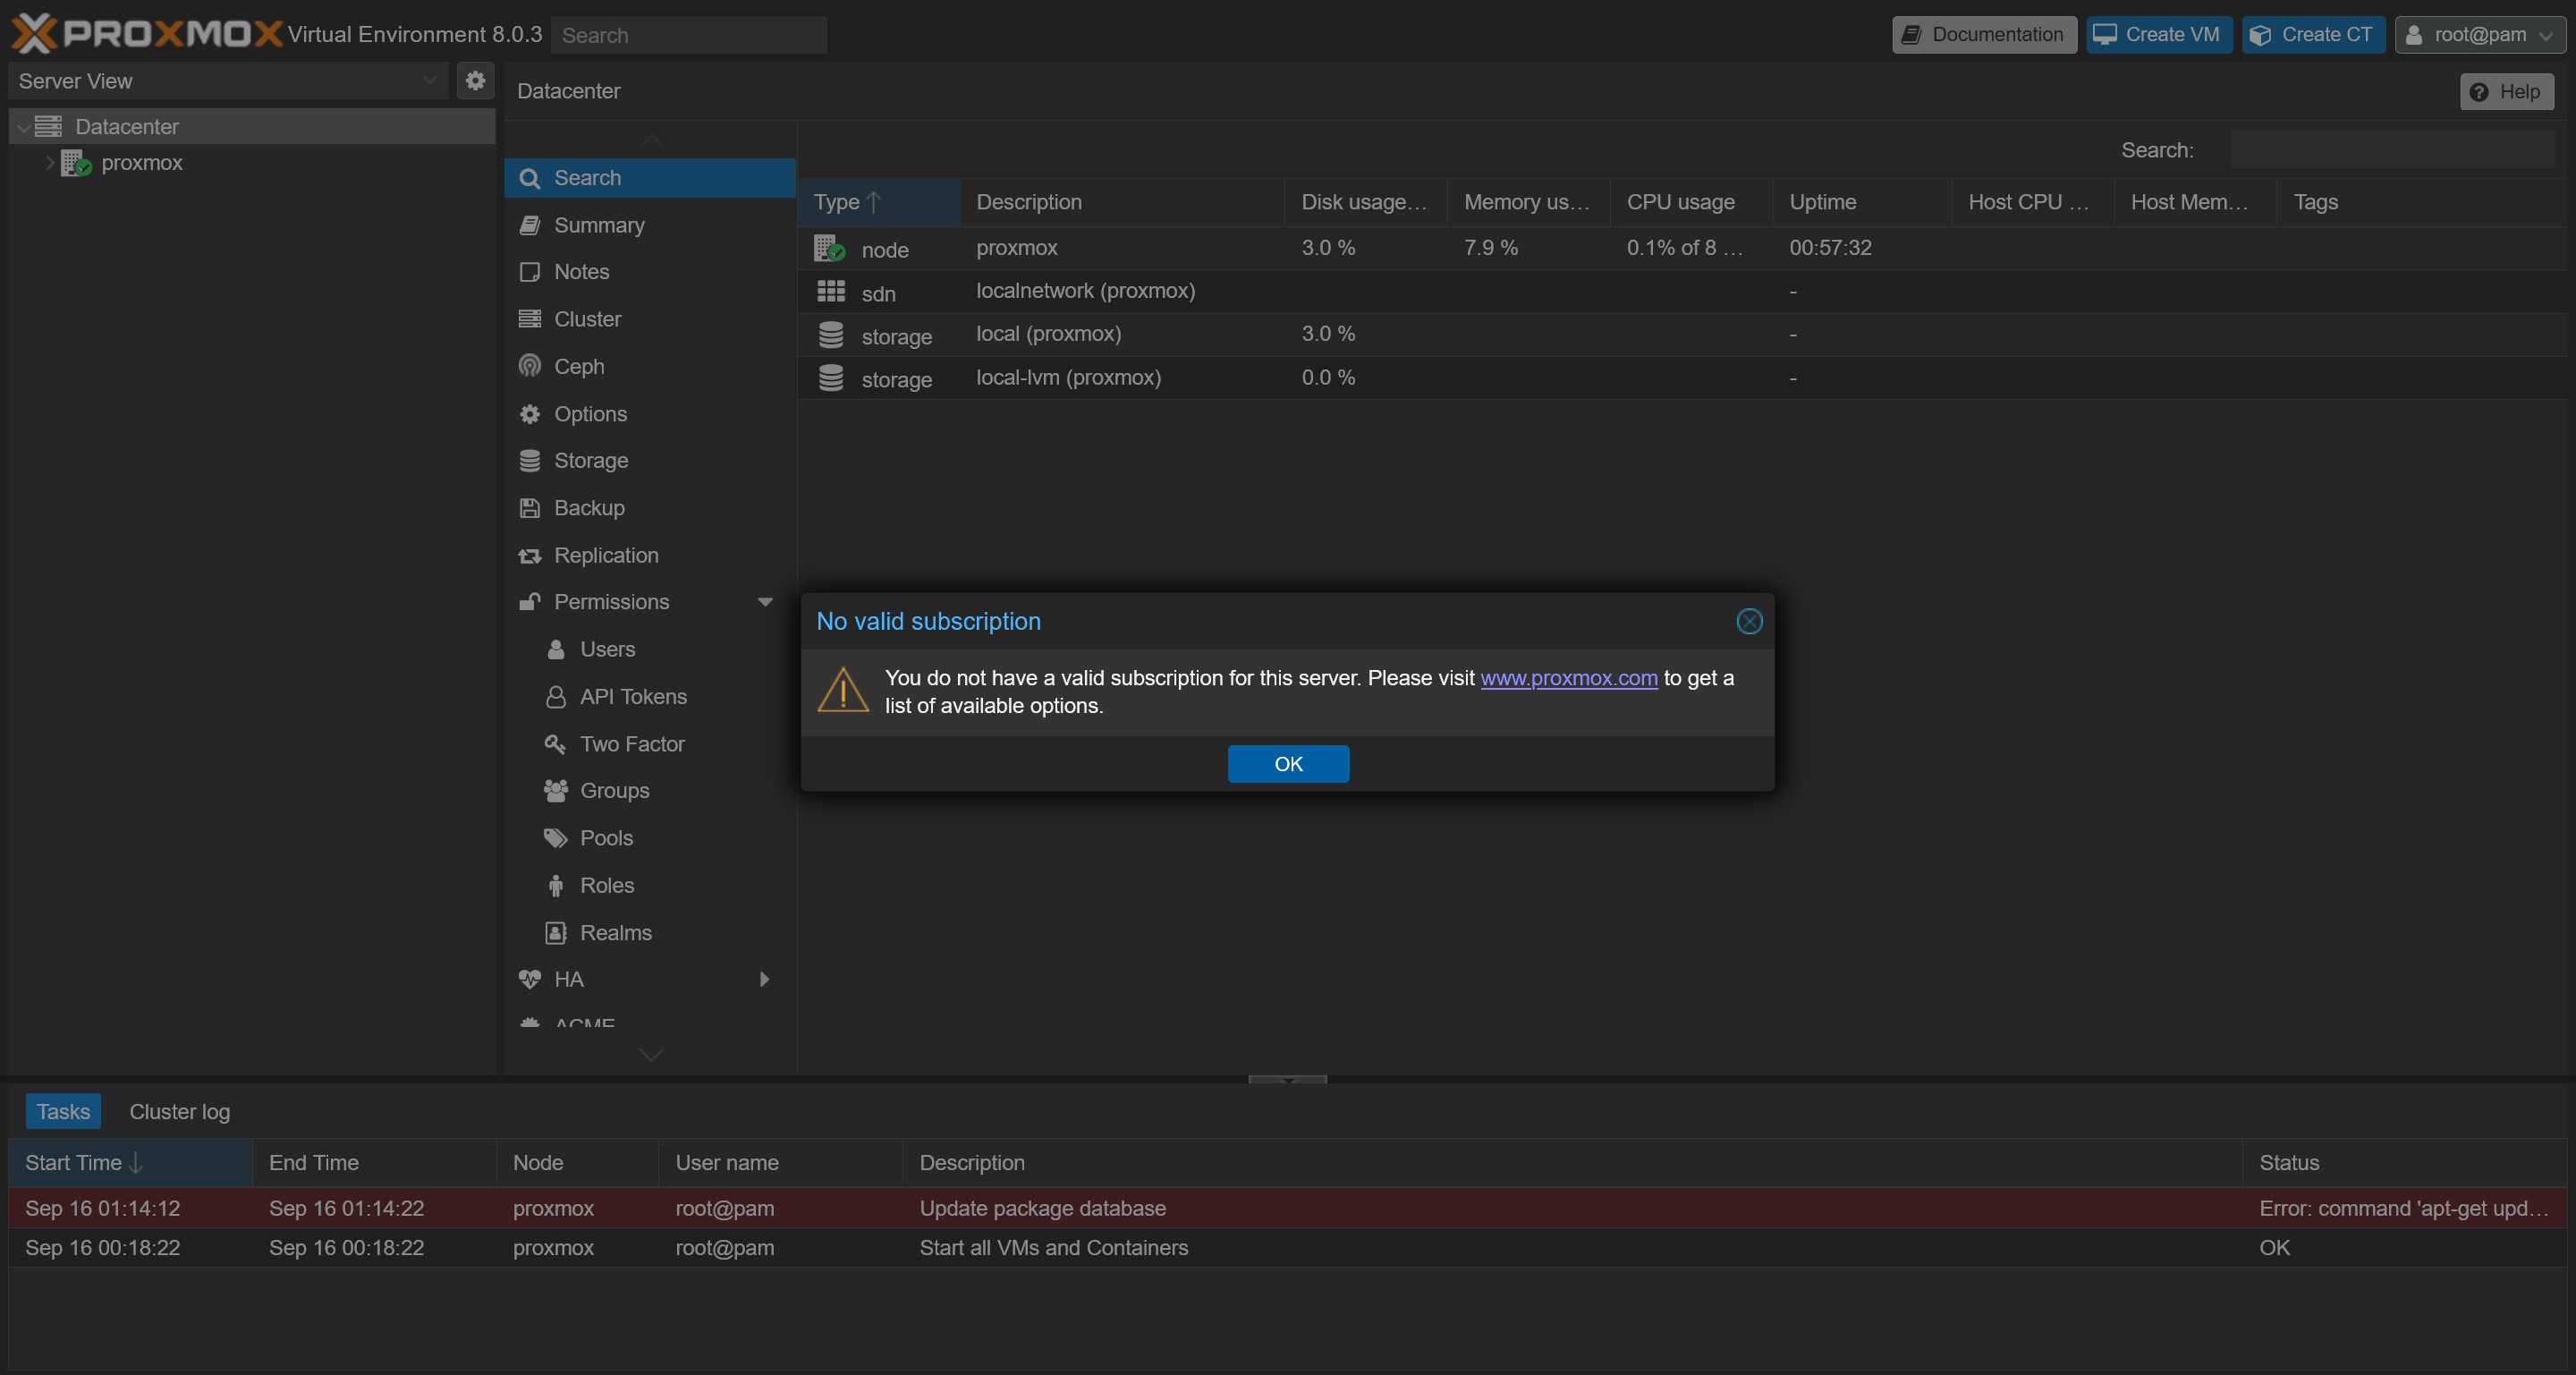 PROXMOX Virtual Environment 8.0.3 Search Documentation Create VM Create CT root@pam
Server View
Datacenter
proxmox
Datacenter Help
Search
Summary
Notes
Cluster
Ceph
Options
Storage
Backup
Replication
Permissions
Users
API Tokens
Two Factor
Groups
Pools
Roles
Realms
HA
ACME
Search:
Type Description Disk usage... Memory us... CPU usage Uptime Host CPU ... Host Mem... Tags
node proxmox 3.0 % 7.9 % 0.1% of 8 ... 00:57:32
sdn localnetwork (proxmox) -
storage local (proxmox) 3.0 % -
storage local-lvm (proxmox) 0.0 % -
No valid subscription
You do not have a valid subscription for this server. Please visit www.proxmox.com to get a
list of available options.
OK
Tasks Cluster log
Start Time End Time Node User name Description Status
Sep 16 01:14:12 Sep 16 01:14:22 proxmox root@pam Update package database Error: command 'apt-get upd...
Sep 16 00:18:22 Sep 16 00:18:22 proxmox root@pam Start all VMs and Containers OK